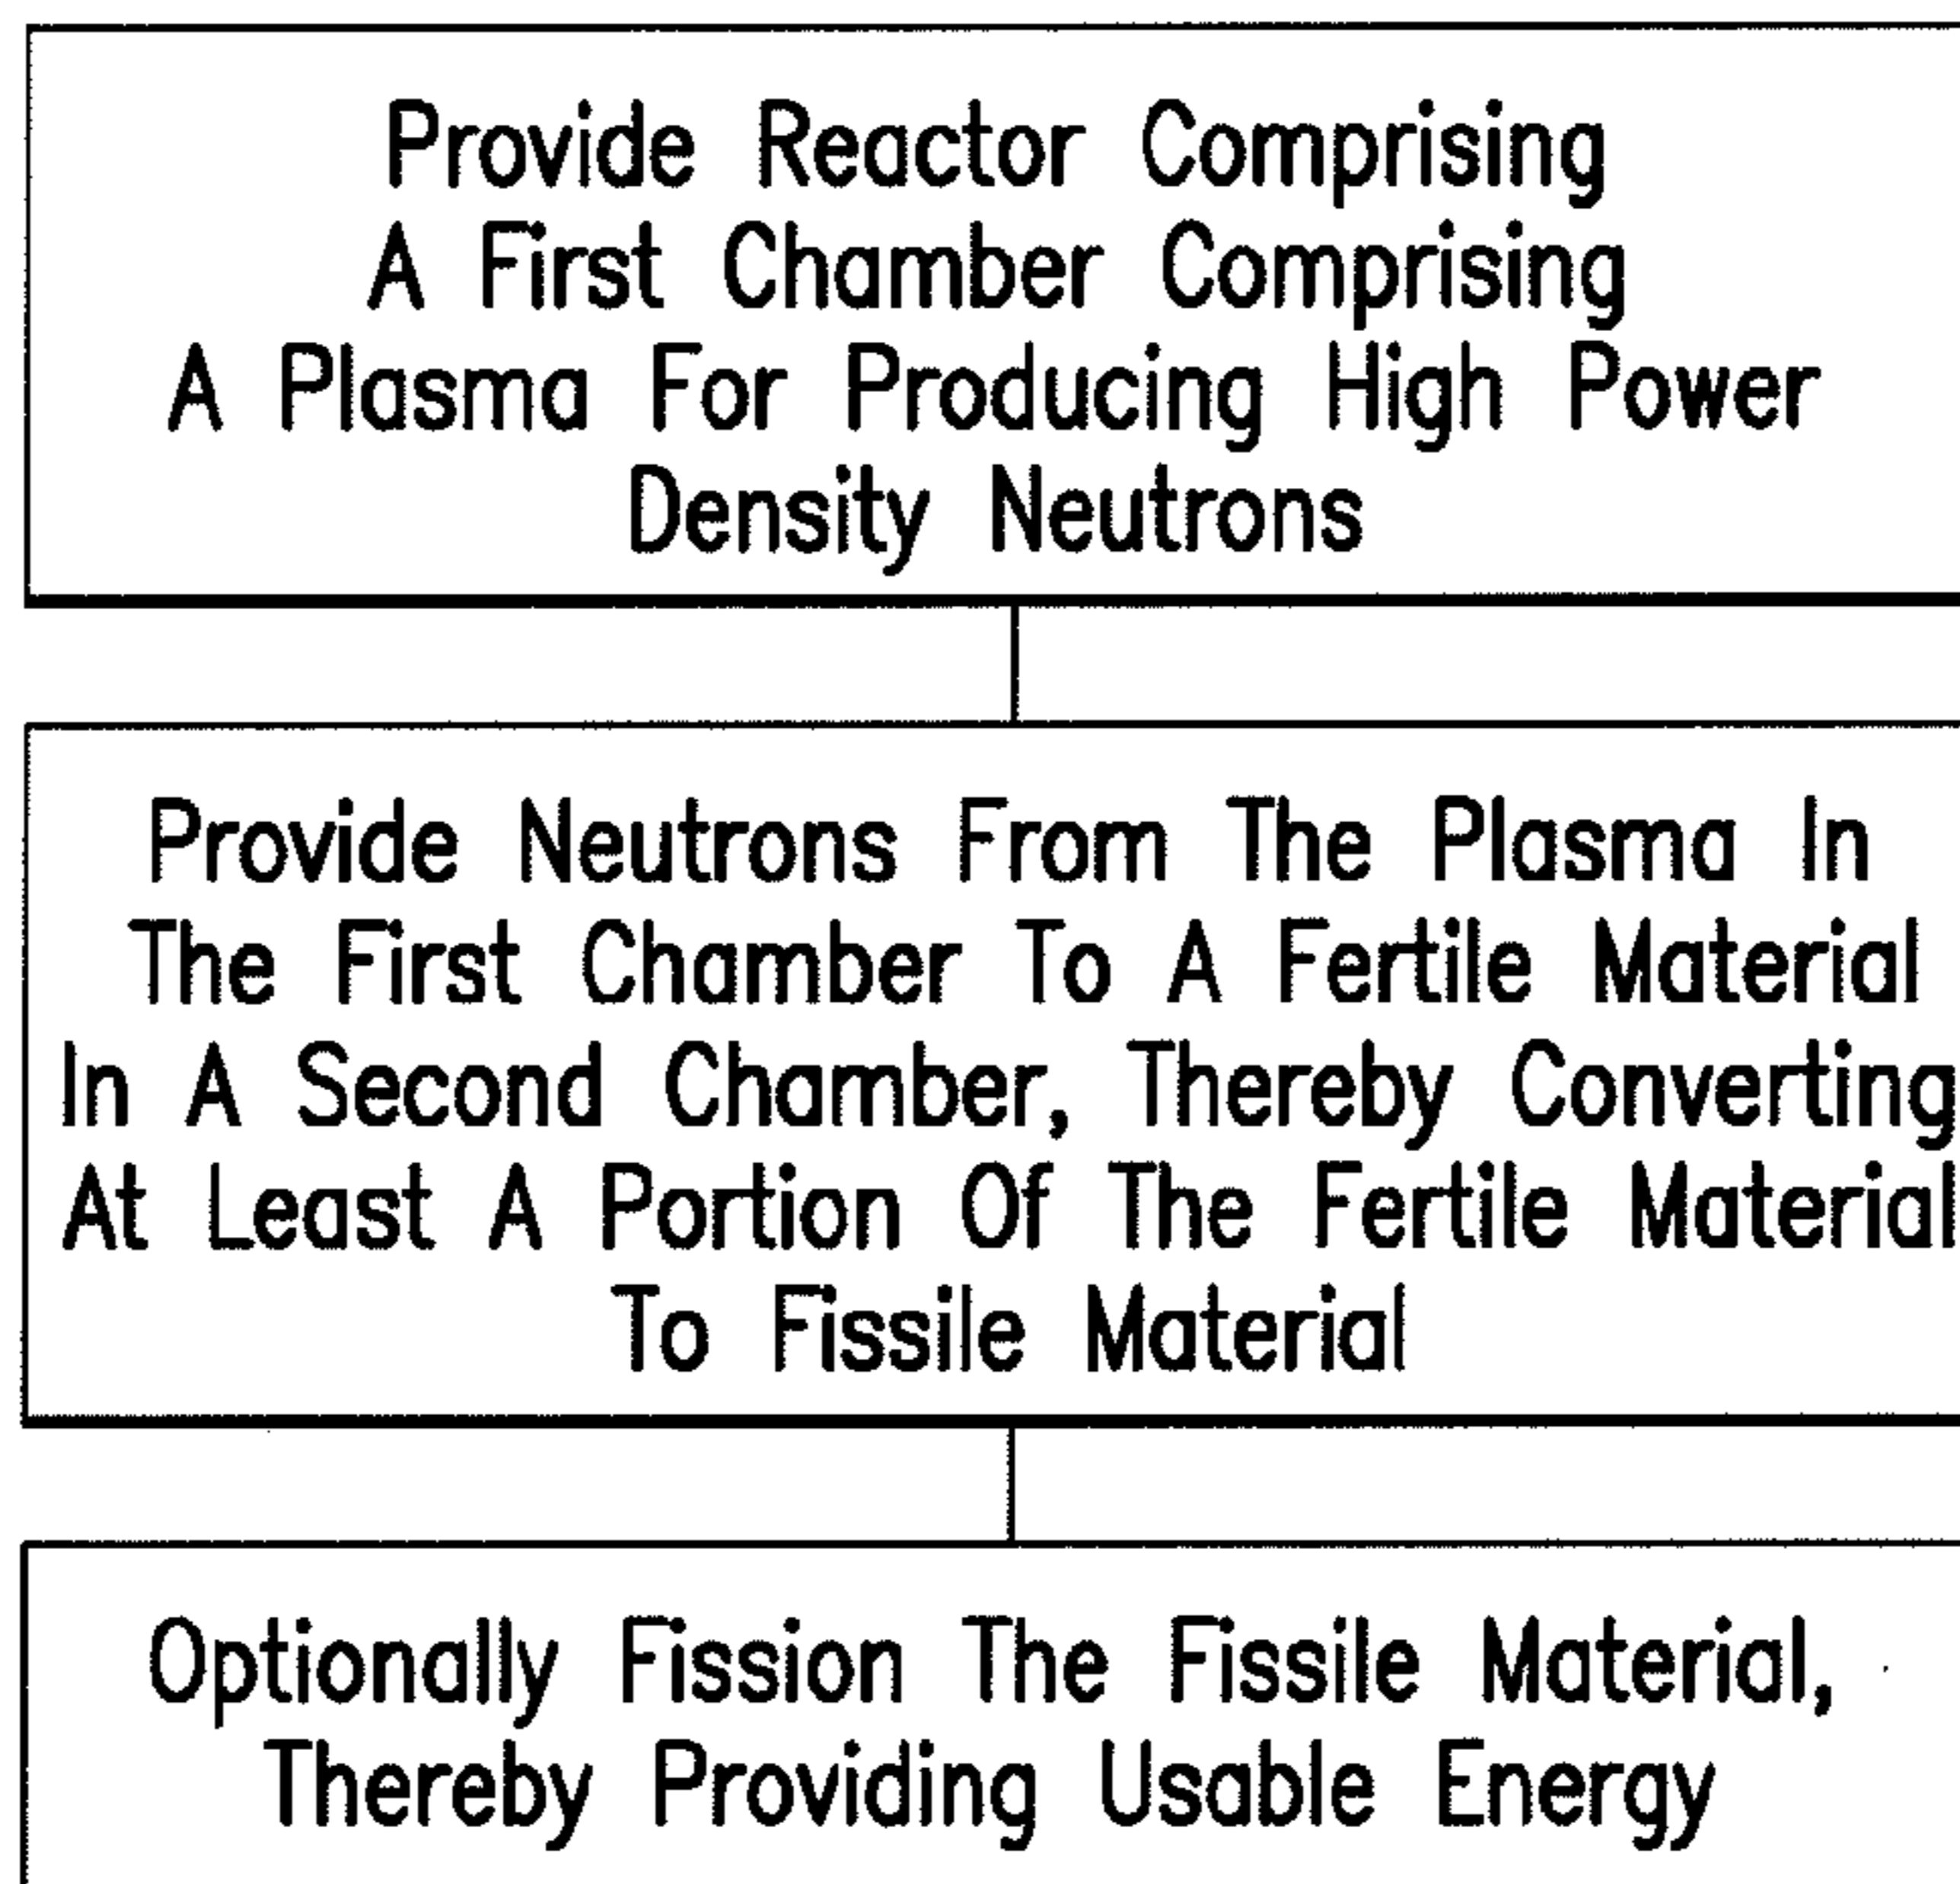 Provide Reactor Comprising
A First Chamber Comprising
A Plasma For Producing High Power
Density Neutrons
Provide Neutrons From The Plasma In
The First Chamber To A Fertile Material
In A Second Chamber, Thereby Converting
At Least A Portion Of The Fertile Material
To Fissile Material
Optionally Fission The Fissile Material,
Thereby Providing Usable Energy